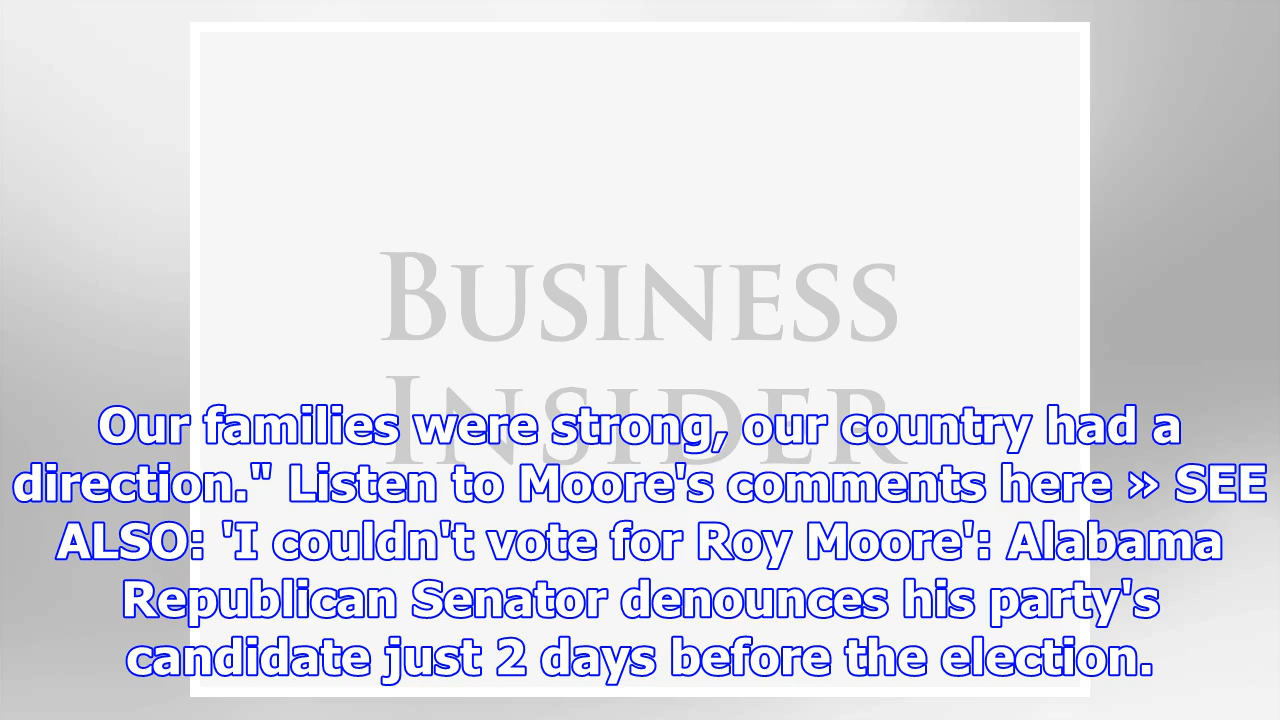 BUSINESS
INSIDER
Our families were strong, our country had a
direction." Listen to Moore's comments here » SEE
ALSO: 'I couldn't vote for Roy Moore': Alabama
Republican Senator denounces his party's
candidate just 2 days before the election.